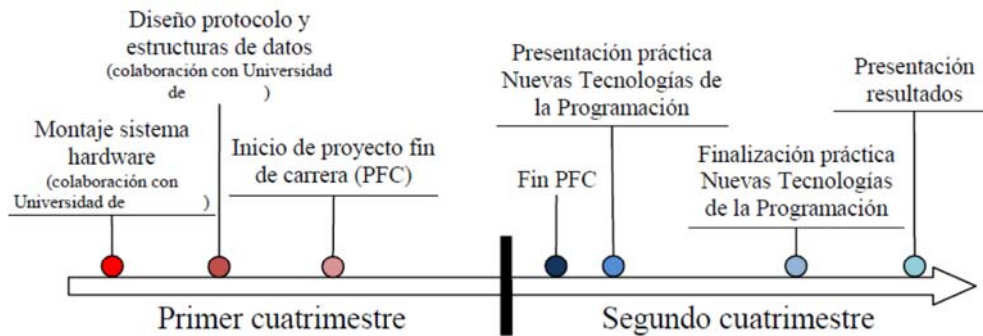 Diseño protocolo y
estructuras de datos
(colaboración con Universidad
de )
Montaje sistema
hardware
(colaboración con
Universidad de )
Inicio de proyecto fin
de carrera (PFC)
Fin PFC
Presentación práctica
Nuevas Tecnologías de
la Programación
Finalización práctica
Nuevas Tecnologías
de la Programación
Presentación
resultados
Primer cuatrimestre
Segundo cuatrimestre